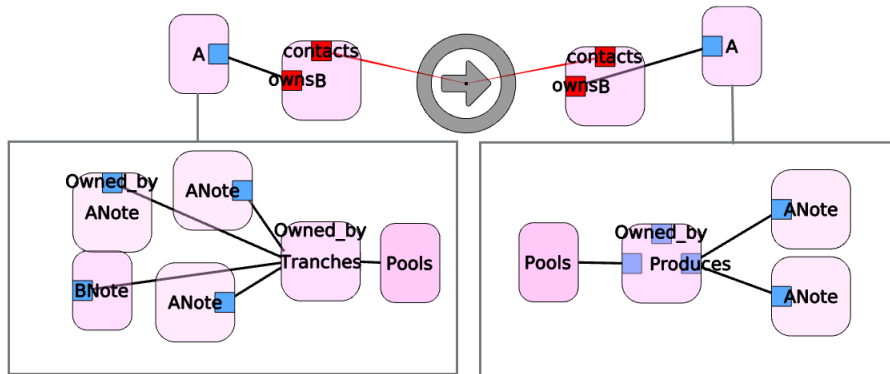 A
contacts
ownsB
contacts
ownsB
A
Owned_by
ANote
ANote
Owned_by
Tranches
Pools
BNote
ANote
Owned_by
Pools
Produces
ANote
ANote